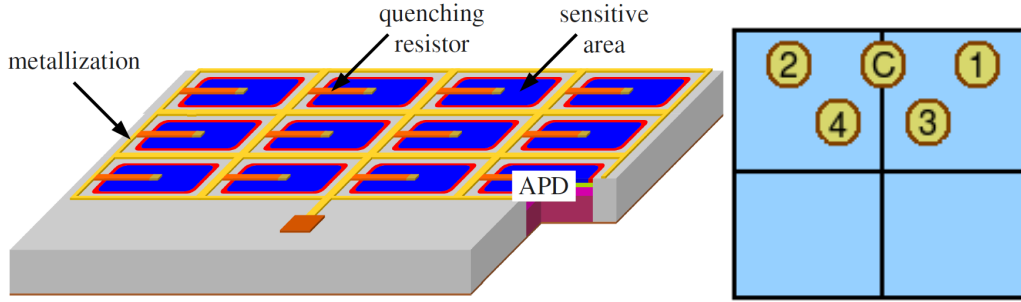 quenching
resistor
sensitive
area
metallization
APD
2
C
1
4
3